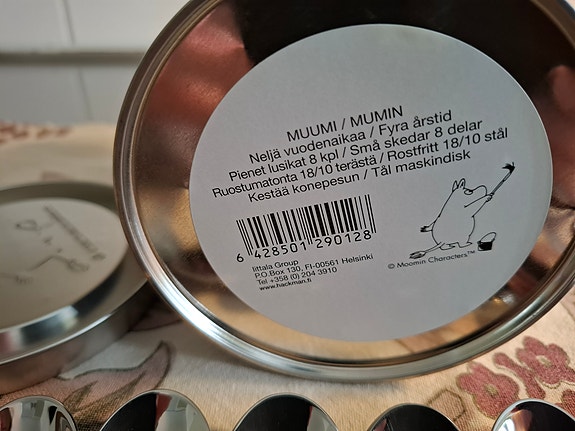 MUUMI / MUMIN
Neljä vuodenaikaa / Fyra årstid
Pienet lusikat 8 kpl / Små skedar 8 delar
Ruostumatonta 18/10 terästä / Rostfritt 18/10 stål
Kestää konepesun / Tål maskindisk
6 428501 290128
Iittala Group
P.O.Box 130, FI-00561 Helsinki
Tel +358 (0) 204 3910
www.hackman.fi
© Moomin Characters™